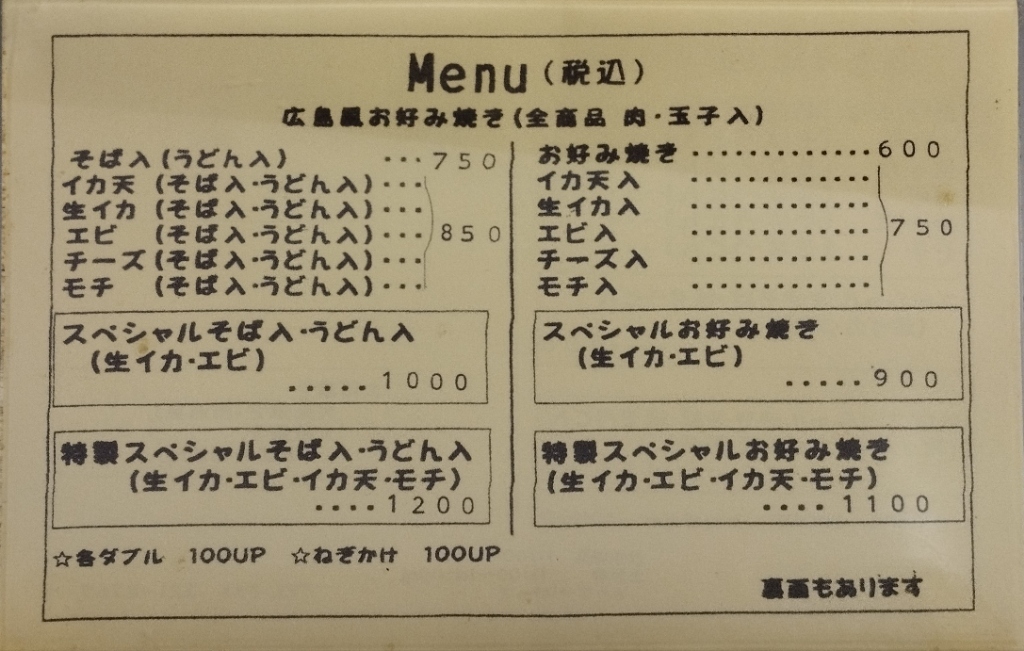 Menu(税込)
広島風お好み焼き(全商品 肉・玉子入)
そば入(うどん入) ・・・750
イカ天 (そば入・うどん入)・・・
生イカ (そば入・うどん入)・・・
エビ (そば入・うどん入)・・・850
チーズ(そば入・うどん入)・・・
モチ (そば入・うどん入)・・・
スペシャルそば入・うどん入
(生イカ・エビ)
・・・・・1000
特製スペシャルそば入・うどん入
(生イカ・エビ・イカ天・モチ)
・・・・1200
お好み焼き・・・・・・・・・・・・・600
イカ天入 ・・・・・・・・・・・・・
生イカ入 ・・・・・・・・・・・・・
エビ入 ・・・・・・・・・・・・・750
チーズ入 ・・・・・・・・・・・・・
モチ入 ・・・・・・・・・・・・・
スペシャルお好み焼き
(生イカ・エビ)
・・・・・900
特製スペシャルお好み焼き
(生イカ・エビ・イカ天・モチ)
・・・・1100
☆各ダブル 100UP ☆ねぎかけ 100UP
裏面もあります